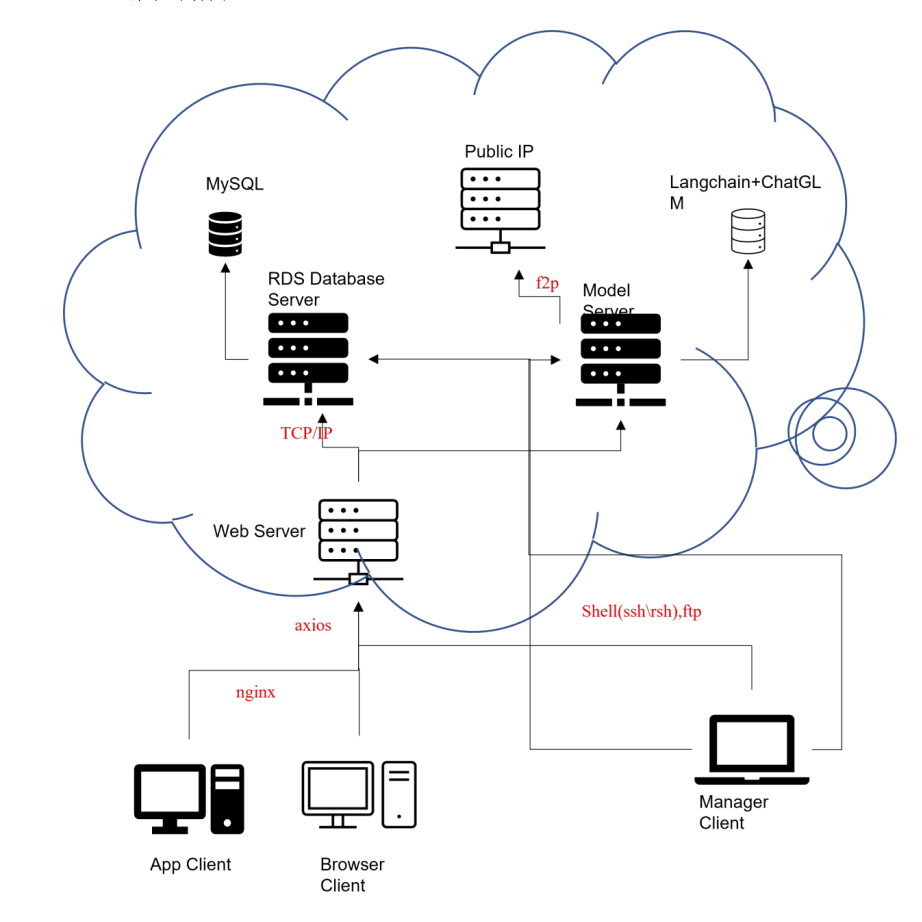 Public IP
MySQL
Langchain+ChatGL
M
RDS Database
Server
f2p
Model
Server
TCP/IP
Web Server
axios
Shell(ssh\rsh),ftp
nginx
Manager
Client
App Client
Browser
Client